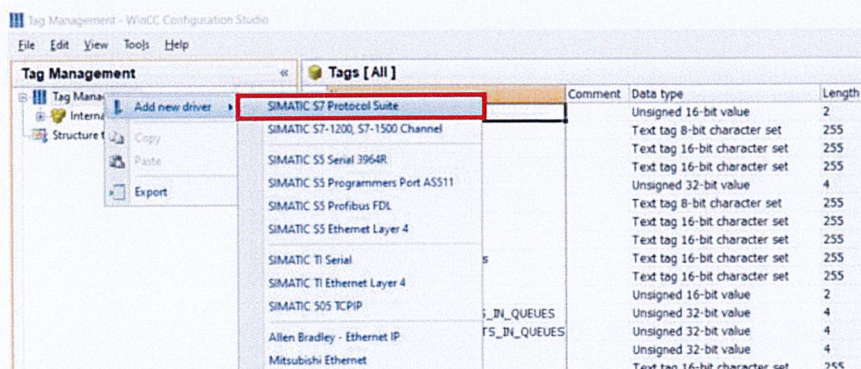 Tag Management - WinCC Configuration Studio
File Edit View Tools Help
Tag Management « Tags [ All ]
Comment Data type Length
Tag Mana
Add new driver
Interna
Structure t
Copy
Paste
Export
SIMATIC S7 Protocol Suite
SIMATIC S7-1200, S7-1500 Channel
SIMATIC S5 Serial 3964R
SIMATIC S5 Programmers Port AS511
SIMATIC S5 Profibus FDL
SIMATIC S5 Ethernet Layer 4
SIMATIC TI Serial
SIMATIC TI Ethernet Layer 4
SIMATIC 505 TCPIP
Allen Bradley - Ethernet IP
Mitsubishi Ethernet
Unsigned 16-bit value 2
Text tag 8-bit character set 255
Text tag 16-bit character set 255
Text tag 16-bit character set 255
Unsigned 32-bit value 4
Text tag 8-bit character set 255
Text tag 16-bit character set 255
Text tag 16-bit character set 255
s Text tag 16-bit character set 255
Text tag 16-bit character set 255
Unsigned 16-bit value 2
S_IN_QUEUES Unsigned 32-bit value 4
TS_IN_QUEUES Unsigned 32-bit value 4
Unsigned 32-bit value 4
Text tag 16-bit character set 255